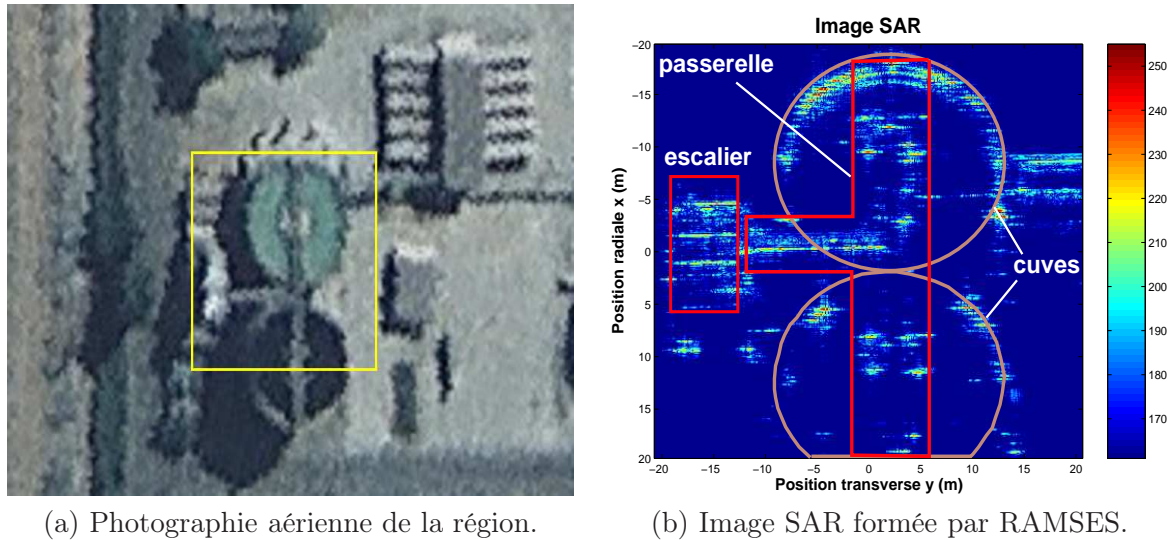 Image SAR
passerelle
escalier
cuves
Position radiale x (m)
−20
−15
−10
−5
0
5
10
15
20
−20 −15 −10 −5 0 5 10 15 20
Position transverse y (m)
250
240
230
220
210
200
190
180
170
(a) Photographie aérienne de la région.
(b) Image SAR formée par RAMSES.